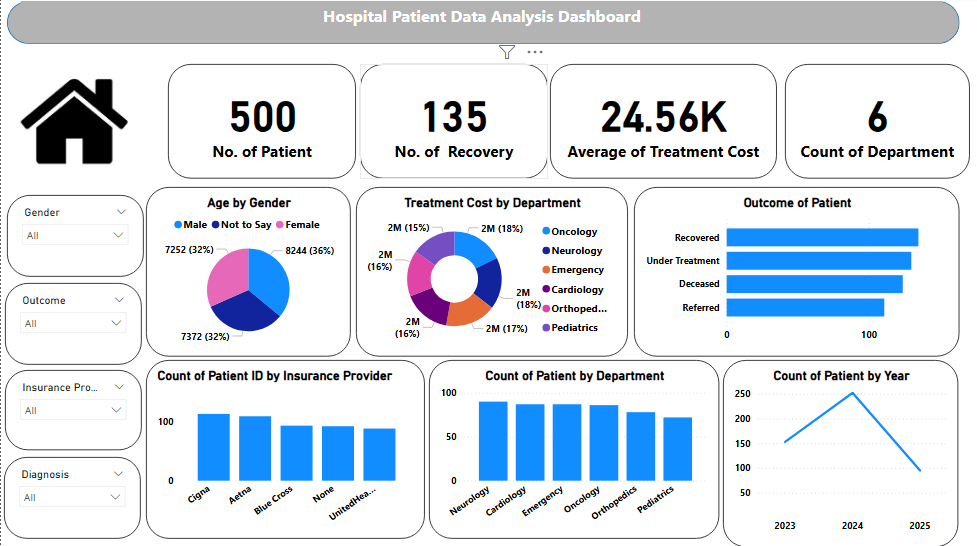 Hospital Patient Data Analysis Dashboard
500
No. of Patient
135
No. of Recovery
24.56K
Average of Treatment Cost
6
Count of Department
Gender
All
Outcome
All
Insurance Pro...
All
Diagnosis
All
Age by Gender
Male Not to Say Female
7252 (32%)
8244 (36%)
7372 (32%)
Treatment Cost by Department
2M (15%)
2M (18%)
2M
(16%)
2M
(18%)
2M
(16%)
2M (17%)
Oncology
Neurology
Emergency
Cardiology
Orthoped...
Pediatrics
Outcome of Patient
Recovered
Under Treatment
Deceased
Referred
0 100
Count of Patient ID by Insurance Provider
100
0
Cigna
Aetna
Blue Cross
None
UnitedHea...
Count of Patient by Department
100
50
0
Neurology
Cardiology
Emergency
Oncology
Orthopedics
Pediatrics
Count of Patient by Year
250
200
150
100
50
2023 2024 2025